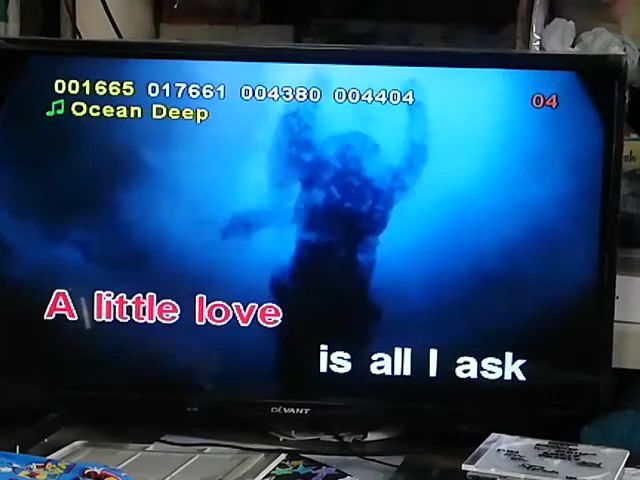 001665 017661 004380 004404 04
Ocean Deep
A little love
is all I ask
DEVANT